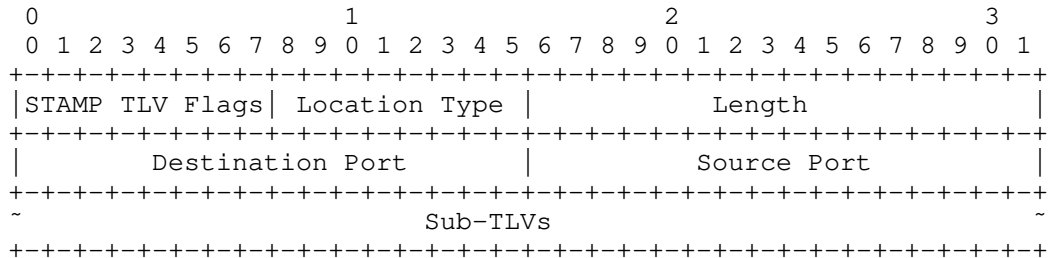 0                   1                   2                   3
 0 1 2 3 4 5 6 7 8 9 0 1 2 3 4 5 6 7 8 9 0 1 2 3 4 5 6 7 8 9 0 1
+-+-+-+-+-+-+-+-+-+-+-+-+-+-+-+-+-+-+-+-+-+-+-+-+-+-+-+-+-+-+-+-+
|STAMP TLV Flags| Location Type |            Length             |
+-+-+-+-+-+-+-+-+-+-+-+-+-+-+-+-+-+-+-+-+-+-+-+-+-+-+-+-+-+-+-+-+
|        Destination Port       |          Source Port          |
+-+-+-+-+-+-+-+-+-+-+-+-+-+-+-+-+-+-+-+-+-+-+-+-+-+-+-+-+-+-+-+-+
~                         Sub-TLVs                              ~
+-+-+-+-+-+-+-+-+-+-+-+-+-+-+-+-+-+-+-+-+-+-+-+-+-+-+-+-+-+-+-+-+